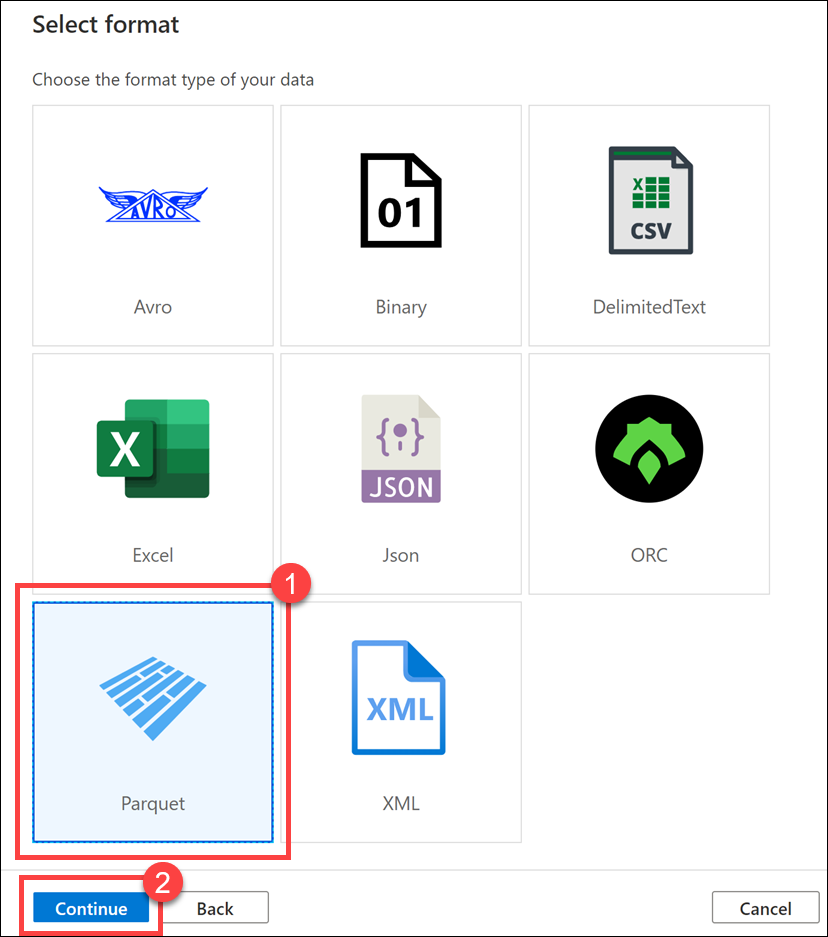 Select format
Choose the format type of your data
AVRO
01
X
CSV
Avro
Binary
DelimitedText
X
JSON
Excel
Json
ORC
1
XML
Parquet
XML
2
Continue
Back
Cancel